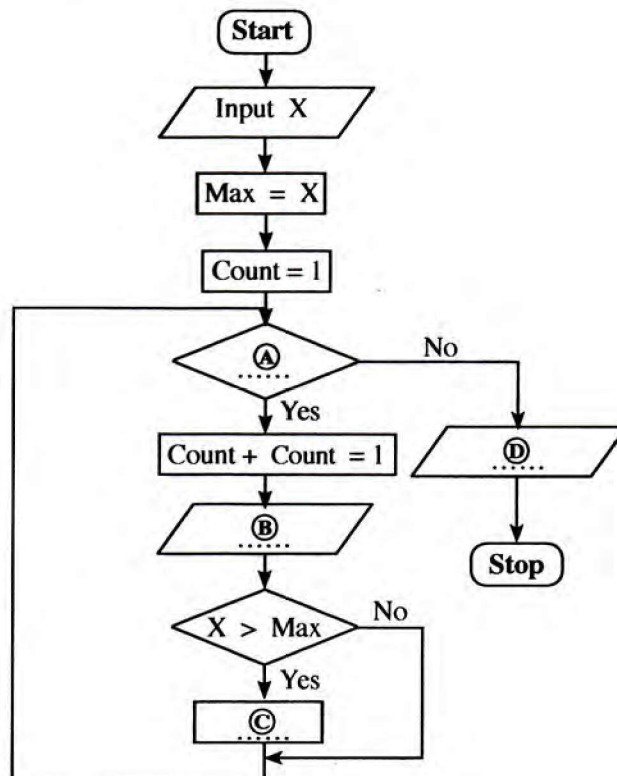 Start
Input X
Max = X
Count = 1
Ⓐ
No
Yes
Count + Count = 1
Ⓓ
Ⓑ
Stop
X > Max
No
Yes
Ⓒ